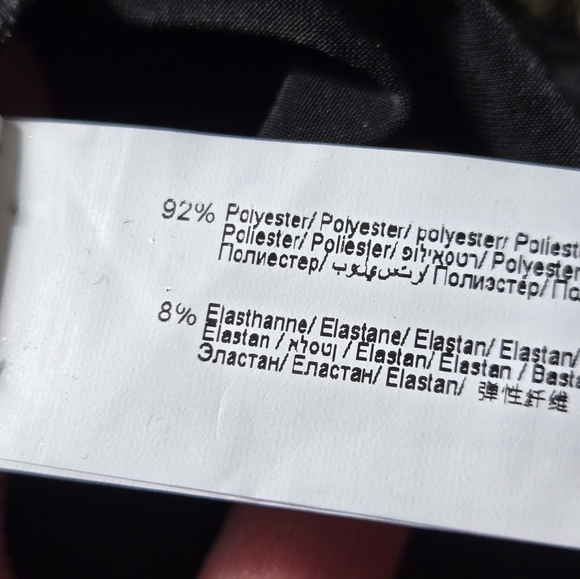 92% Polyester/ Polyester/ polyester/ Poliest
Poliester/ Poliester/ פוליאסטר/ Polyester
Полиестер/ بوليستر/ Полиэстер/ По
8% Elasthanne/ Elastane/ Elastan/ Elastan/
Elastan / אלסטן / Elastan/ Elastan / Basta
Эластан/ Еластан/ Elastan/ 弹性纤维